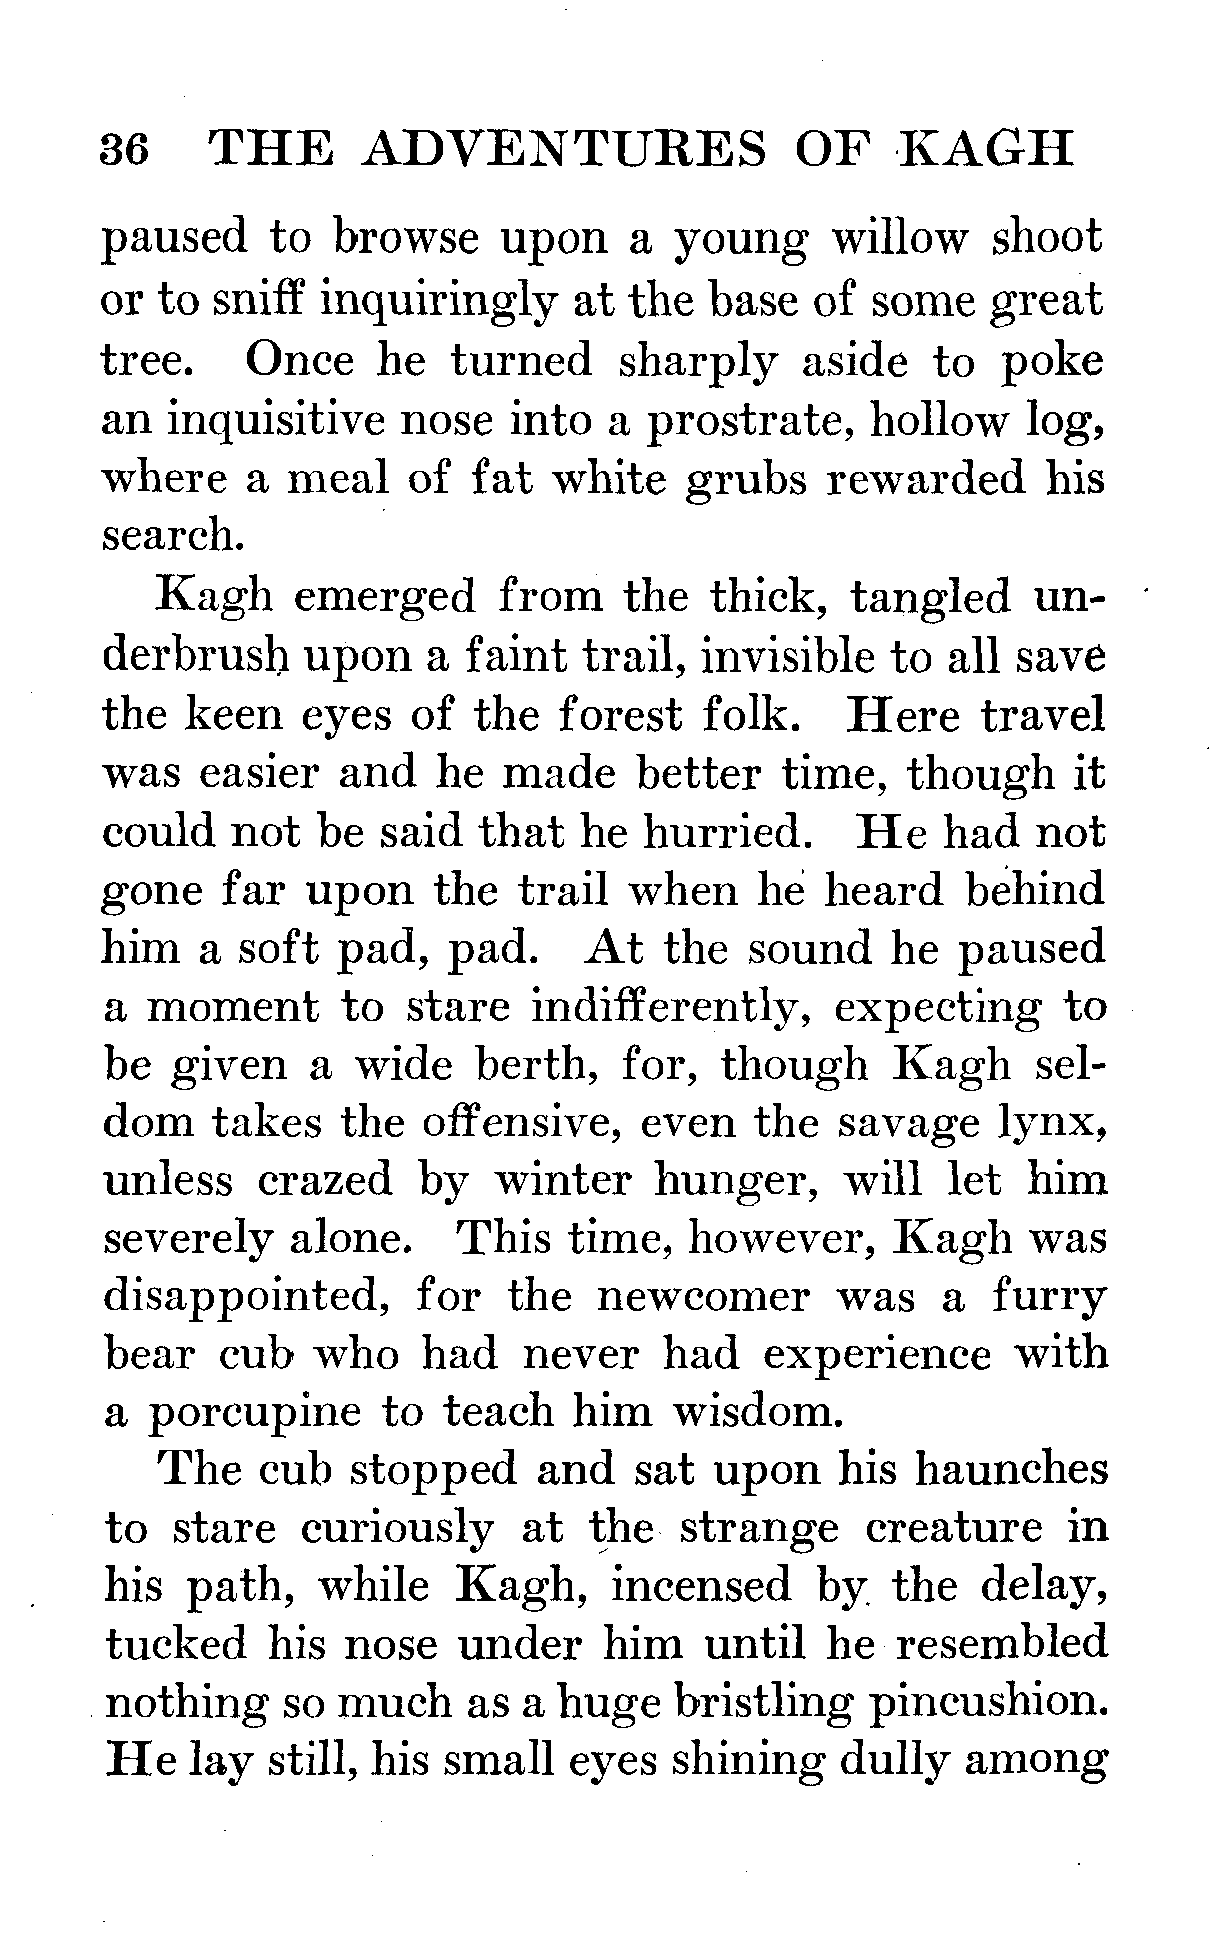 36 THE ADVENTURES OF KAGH
paused to browse upon a young willow shoot
or to sniff inquiringly at the base of some great
tree. Once he turned sharply aside to poke
an inquisitive nose into a prostrate, hollow log,
where a meal of fat white grubs rewarded his
search.
Kagh emerged from the thick, tangled un-
derbrush upon a faint trail, invisible to all save
the keen eyes of the forest folk. Here travel
was easier and he made better time, though it
could not be said that he hurried. He had not
gone far upon the trail when he heard behind
him a soft pad, pad. At the sound he paused
a moment to stare indifferently, expecting to
be given a wide berth, for, though Kagh sel-
dom takes the offensive, even the savage lynx,
unless crazed by winter hunger, will let him
severely alone. This time, however, Kagh was
disappointed, for the newcomer was a furry
bear cub who had never had experience with
a porcupine to teach him wisdom.
The cub stopped and sat upon his haunches
to stare curiously at the strange creature in
his path, while Kagh, incensed by the delay,
tucked his nose under him until he resembled
nothing so much as a huge bristling pincushion.
He lay still, his small eyes shining dully among